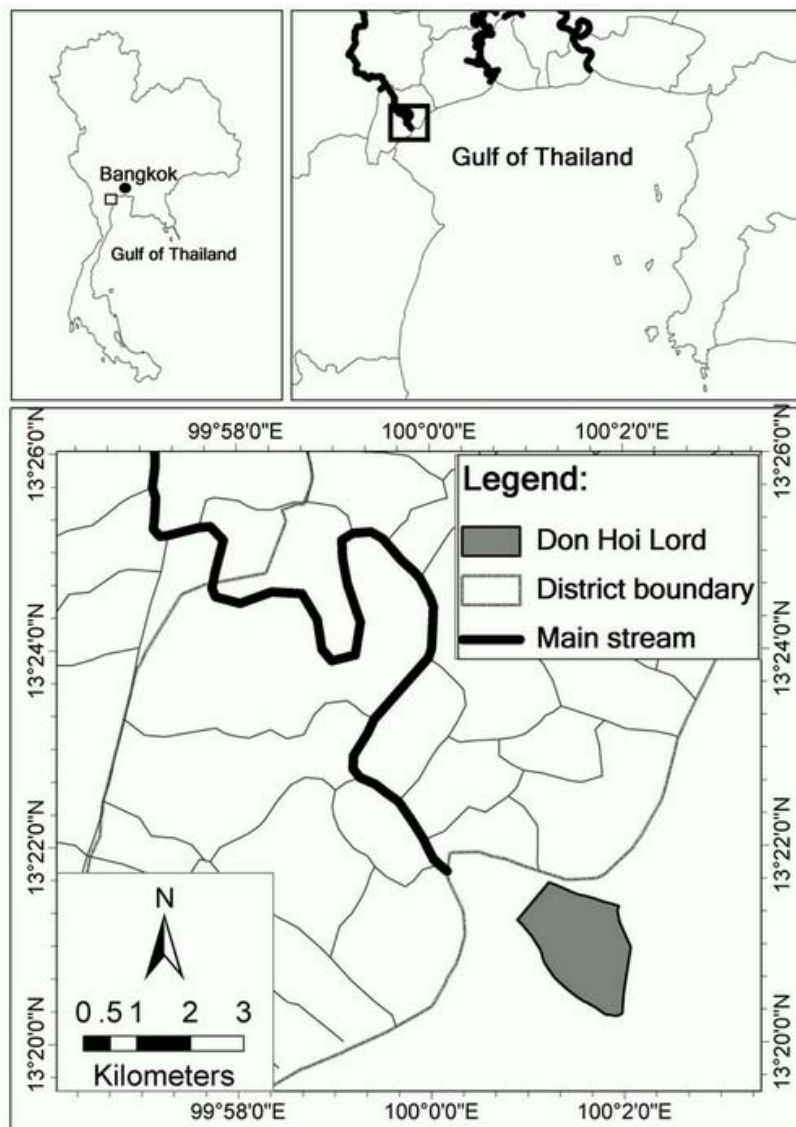 Bangkok
Gulf of Thailand
Gulf of Thailand
99°58'0"E 100°0'0"E 100°2'0"E
13°26'0"N
13°24'0"N
13°22'0"N
13°20'0"N
Legend:
Don Hoi Lord
District boundary
Main stream
13°26'0"N
13°24'0"N
13°22'0"N
13°20'0"N
N
0 .5 1 2 3
Kilometers
99°58'0"E 100°0'0"E 100°2'0"E